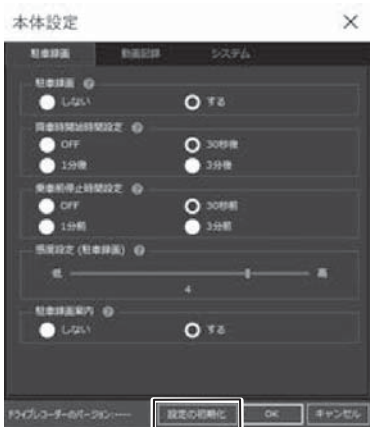 本体設定
駐車録画 動画記録 システム
駐車録画
しない する
降車時開始時間設定
OFF 30秒後
1分後 3分後
乗車前停止時間設定
OFF 30秒前
1分前 3分前
感度設定 (駐車録画)
低 高
4
駐車録画案内
しない する
ドライブレコーダーのバージョン:---- 設定の初期化 OK キャンセル